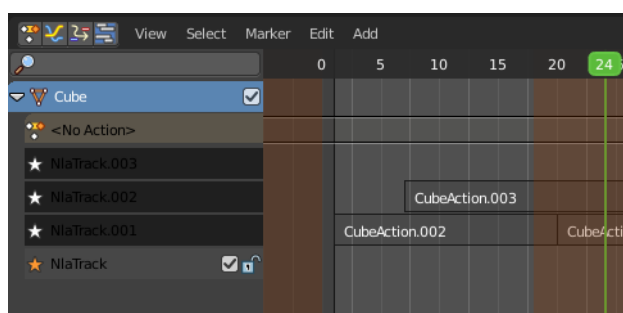 View Select Marker Edit Add
0 5 10 15 20 24
Cube
<No Action>
NlaTrack.003
NlaTrack.002 CubeAction.003
NlaTrack.001 CubeAction.002 CubeActi
NlaTrack